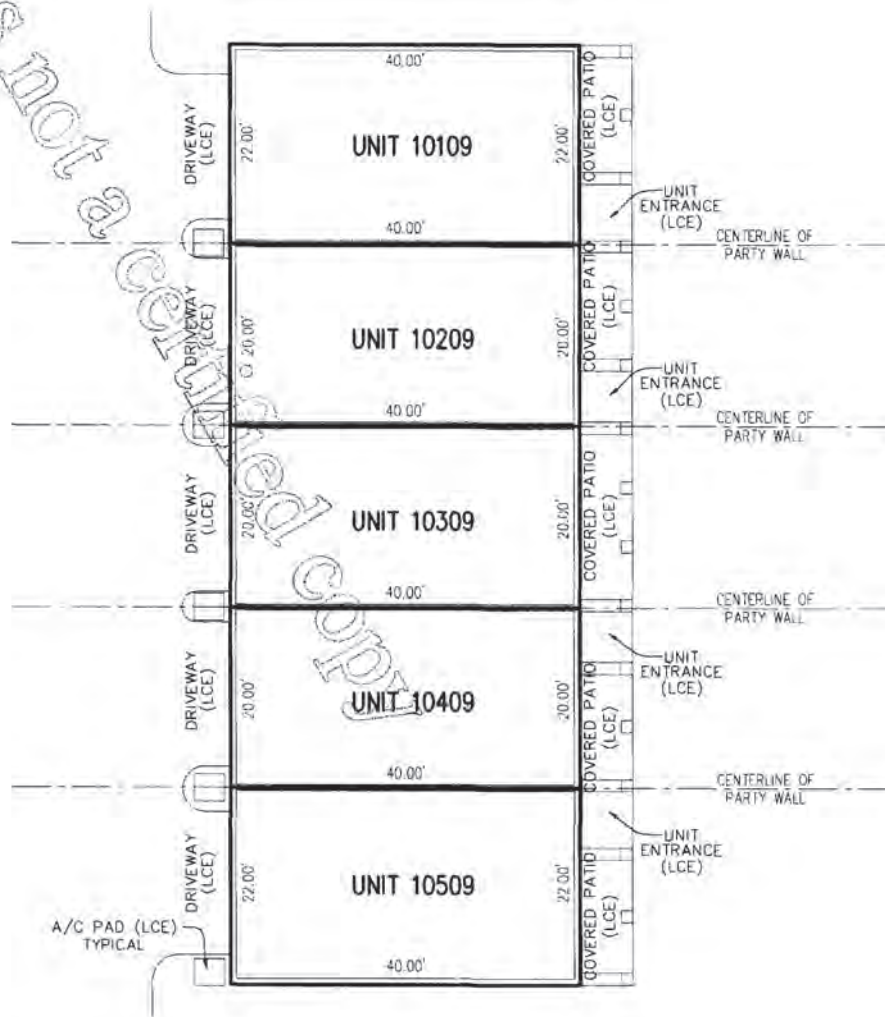 s not a certified copy
40.00'
DRIVEWAY
(LCE)
22.00'
UNIT 10109
22.00'
COVERED PATIO
(LCE)
UNIT
ENTRANCE
(LCE)
40.00'
CENTERLINE OF
PARTY WALL
DRIVEWAY
(LCE)
20.00'
UNIT 10209
20.00'
COVERED PATIO
(LCE)
UNIT
ENTRANCE
(LCE)
40.00'
CENTERLINE OF
PARTY WALL
DRIVEWAY
(LCE)
20.00'
UNIT 10309
20.00'
COVERED PATIO
(LCE)
40.00'
CENTERLINE OF
PARTY WALL
DRIVEWAY
(LCE)
20.00'
UNIT 10409
20.00'
COVERED PATIO
(LCE)
UNIT
ENTRANCE
(LCE)
40.00'
CENTERLINE OF
PARTY WALL
DRIVEWAY
(LCE)
22.00'
UNIT 10509
22.00'
COVERED PATIO
(LCE)
UNIT
ENTRANCE
(LCE)
A/C PAD (LCE)
TYPICAL
40.00'